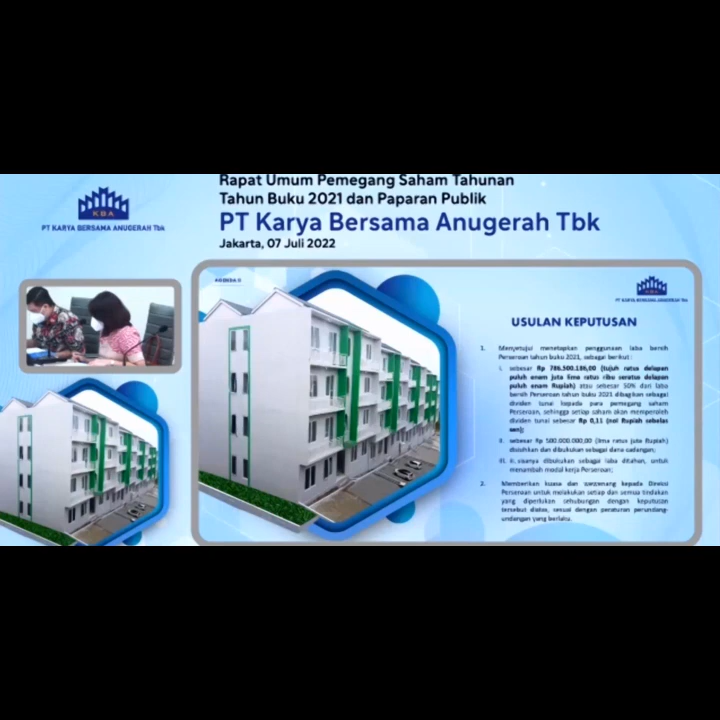 Rapat Umum Pemegang Saham Tahunan
Tahun Buku 2021 dan Paparan Publik
PT Karya Bersama Anugerah Tbk
Jakarta, 07 Juli 2022
KBA
PT KARYA BERSAMA ANUGERAH Tbk
AGENDA II
KBA
PT KARYA BERSAMA ANUGERAH Tbk
USULAN KEPUTUSAN
1. Menyetujui menetapkan penggunaan laba bersih
Perseroan tahun buku 2021, sebagai berikut :
i. sebesar Rp 786.500.186,00 (tujuh ratus delapan
puluh enam juta lima ratus ribu seratus delapan
puluh enam Rupiah) atau sebesar 50% dari laba
bersih Perseroan tahun buku 2021 dibagikan sebagai
dividen tunai kepada para pemegang saham
Perseroan, sehingga setiap saham akan memperoleh
dividen tunai sebesar Rp 0,11 (nol Rupiah sebelas
sen);
ii. sebesar Rp 500.000.000,00 (lima ratus juta Rupiah)
disisihkan dan dibukukan sebagai dana cadangan;
iii. sisanya dibukukan sebagai laba ditahan, untuk
menambah modal kerja Perseroan;
2. Memberikan kuasa dan wewenang kepada Direksi
Perseroan untuk melakukan setiap dan semua tindakan
yang diperlukan sehubungan dengan keputusan
tersebut diatas, sesuai dengan peraturan perundang-
undangan yang berlaku.